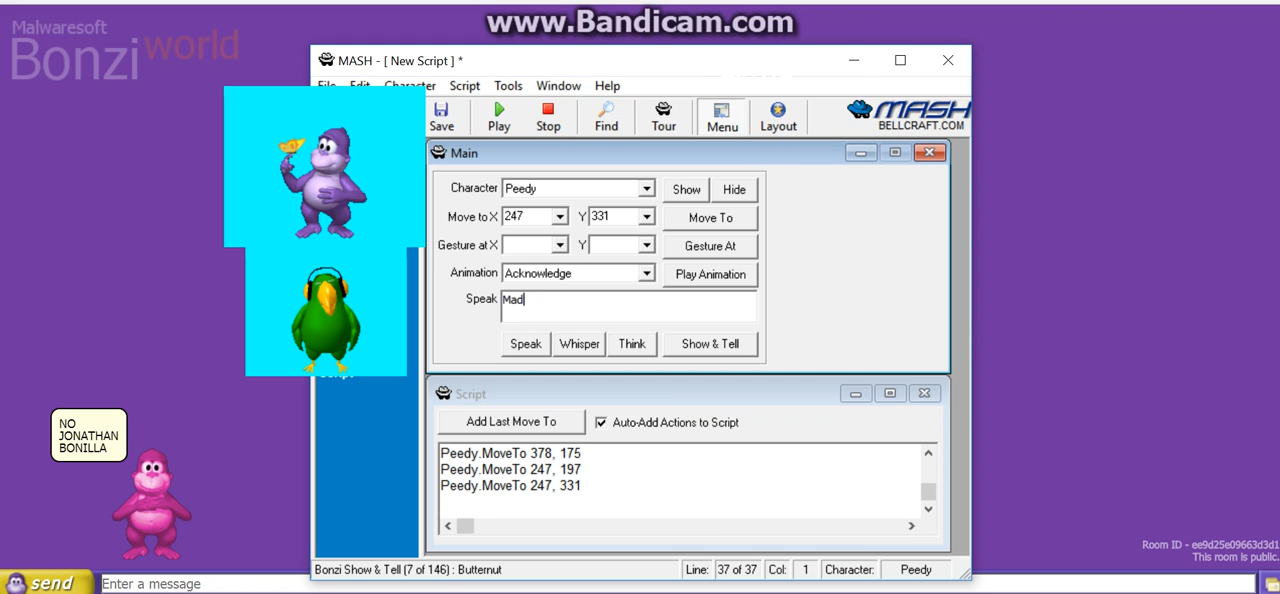 www.Bandicam.com
Malwaresoft
Bonzi world
MASH - [ New Script ] *
File Edit Character Script Tools Window Help
Save Play Stop Find Tour Menu Layout
MASH
BELLCRAFT.COM
Main
Character Peedy Show Hide
Move to X 247 Y 331 Move To
Gesture at X Y Gesture At
Animation Acknowledge Play Animation
Speak Mad
Speak Whisper Think Show & Tell
Script
Add Last Move To Auto-Add Actions to Script
Peedy.MoveTo 378, 175
Peedy.MoveTo 247, 197
Peedy.MoveTo 247, 331
NO
JONATHAN
BONILLA
Room ID - ee9d25e09663d3d1
This room is public.
Bonzi Show & Tell (7 of 146) : Butternut Line: 37 of 37 Col: 1 Character: Peedy
send Enter a message